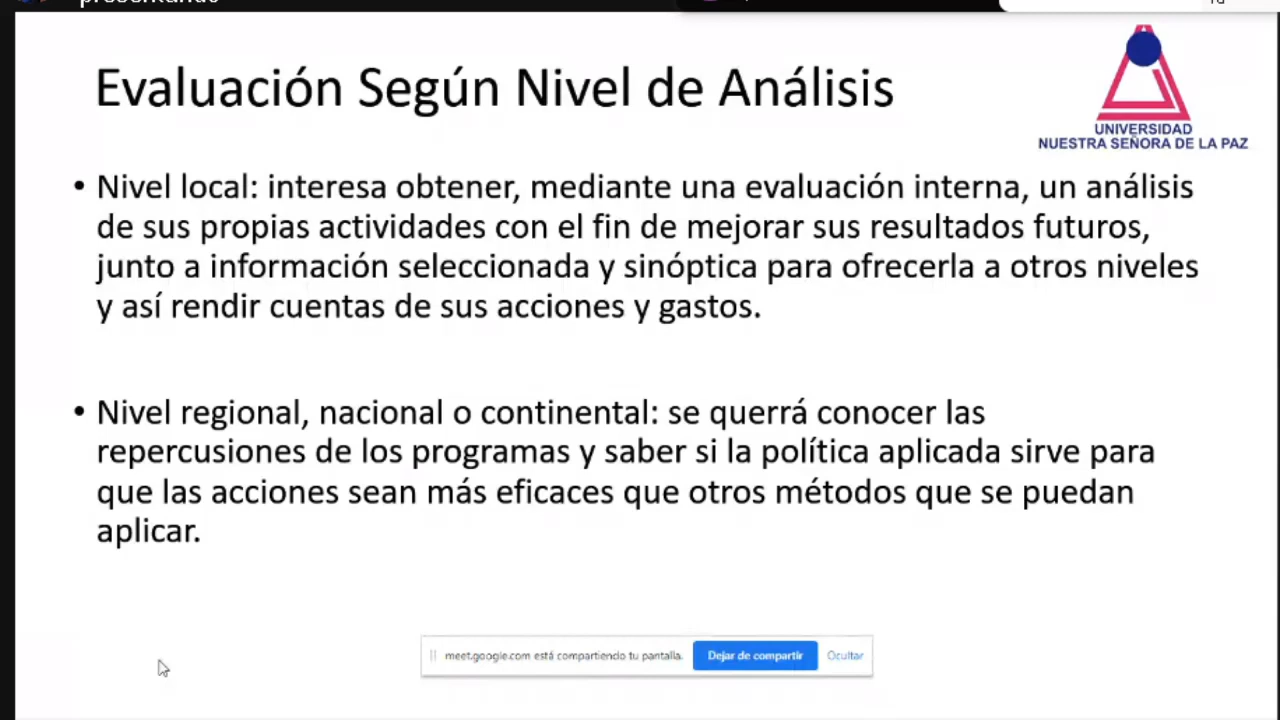 Evaluación Según Nivel de Análisis
UNIVERSIDAD
NUESTRA SEÑORA DE LA PAZ
• Nivel local: interesa obtener, mediante una evaluación interna, un análisis
de sus propias actividades con el fin de mejorar sus resultados futuros,
junto a información seleccionada y sinóptica para ofrecerla a otros niveles
y así rendir cuentas de sus acciones y gastos.
• Nivel regional, nacional o continental: se querrá conocer las
repercusiones de los programas y saber si la política aplicada sirve para
que las acciones sean más eficaces que otros métodos que se puedan
aplicar.
meet.google.com está compartiendo tu pantalla. Dejar de compartir Ocultar